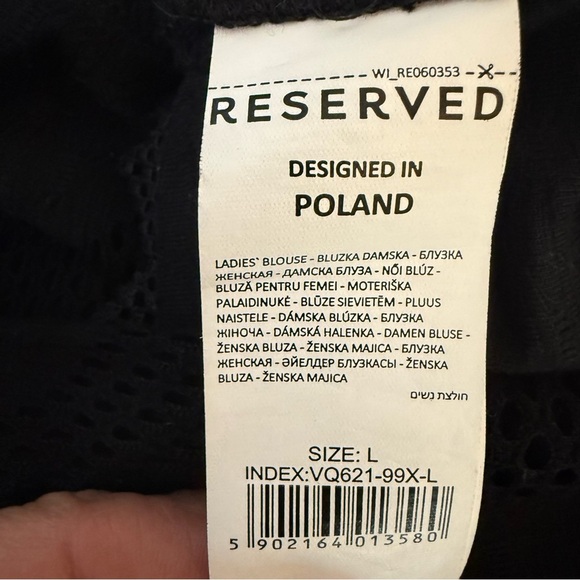 WI_RE060353
RESERVED
DESIGNED IN
POLAND
LADIES` BLOUSE - BLUZKA DAMSKA - БЛУЗКА
ЖЕНСКАЯ - ДАМСКА БЛУЗА - NŐI BLÚZ -
BLUZĂ PENTRU FEMEI - MOTERIŠKA
PALAIDINUKĖ - BLŪZE SIEVIETĒM - PLUUS
NAISTELE - DÁMSKA BLÚZKA - БЛУЗКА
ЖІНОЧА - DÁMSKÁ HALENKA - DAMEN BLUSE -
ŽENSKA BLUZA - ŽENSKA MAJICA - БЛУЗКА
ЖЕНСКАЯ - ӘЙЕЛДЕР БЛУЗКАСЫ - ŽENSKA
BLUZA - ŽENSKA MAJICA
חולצת נשים
SIZE: L
INDEX:VQ621-99X-L
5 902164 013580